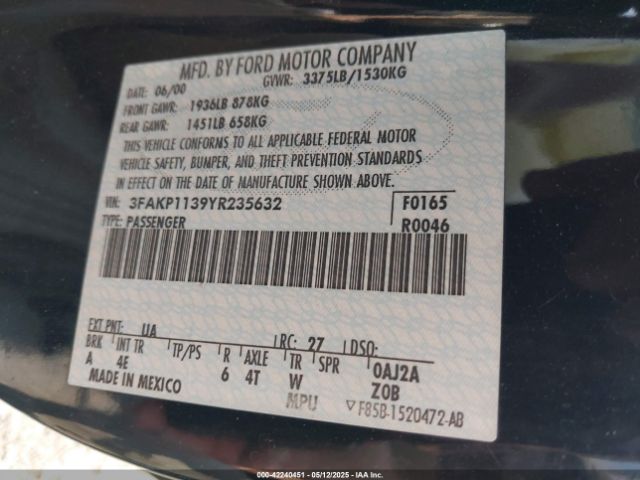 MFD. BY FORD MOTOR COMPANY
DATE: 06/00 GVWR: 3375LB/1530KG
FRONT GAWR: 1936LB 878KG
REAR GAWR: 1451LB 658KG
THIS VEHICLE CONFORMS TO ALL APPLICABLE FEDERAL MOTOR
VEHICLE SAFETY, BUMPER, AND THEFT PREVENTION STANDARDS
IN EFFECT ON THE DATE OF MANUFACTURE SHOWN ABOVE.
VIN: 3FAKP1139YR235632 F0165
TYPE: PASSENGER R0046
EXT PNT: UA RC: 27 DSO:
BRK INT TR TP/PS R AXLE TR SPR 0AJ2A
A 4E 6 4T W Z0B
MADE IN MEXICO MPU ▽F85B-1520472-AB
000-42240451 - 05/12/2025 - IAAI.COM